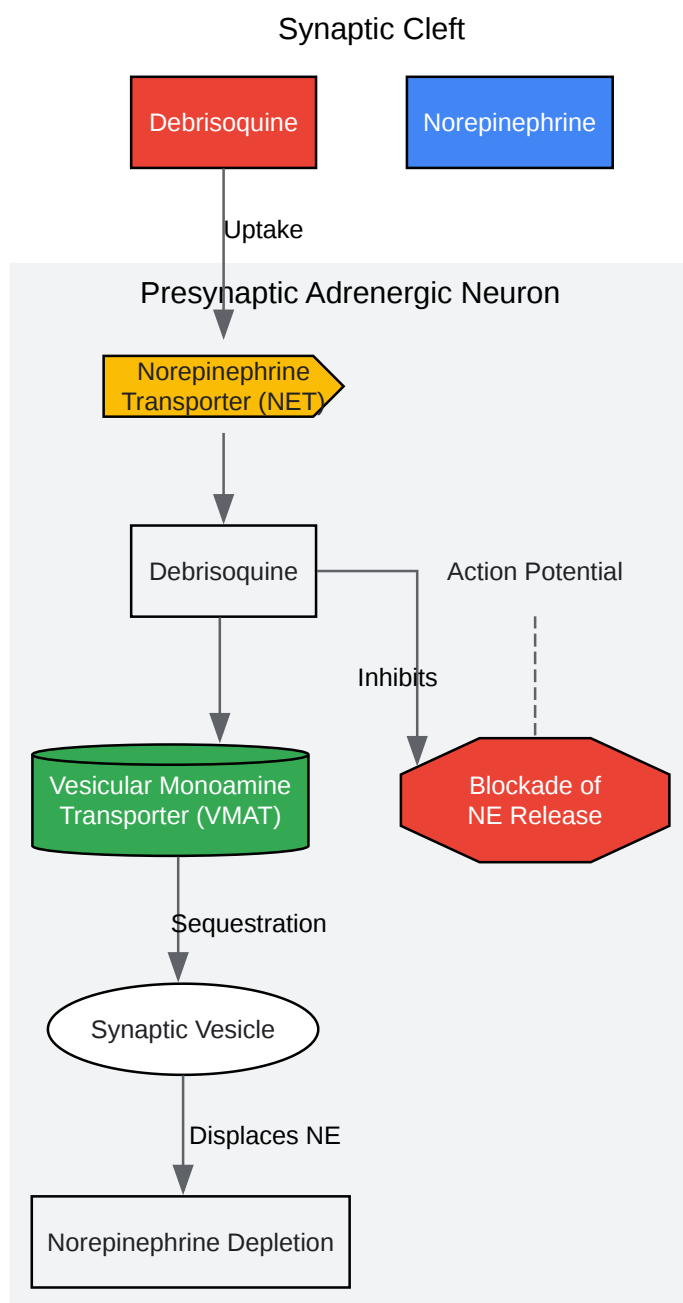 Synaptic Cleft
Debrisoquine
Norepinephrine
Uptake
Presynaptic Adrenergic Neuron
Norepinephrine
Transporter (NET)
Debrisoquine
Action Potential
Inhibits
Vesicular Monoamine
Transporter (VMAT)
Blockade of
NE Release
Sequestration
Synaptic Vesicle
Displaces NE
Norepinephrine Depletion